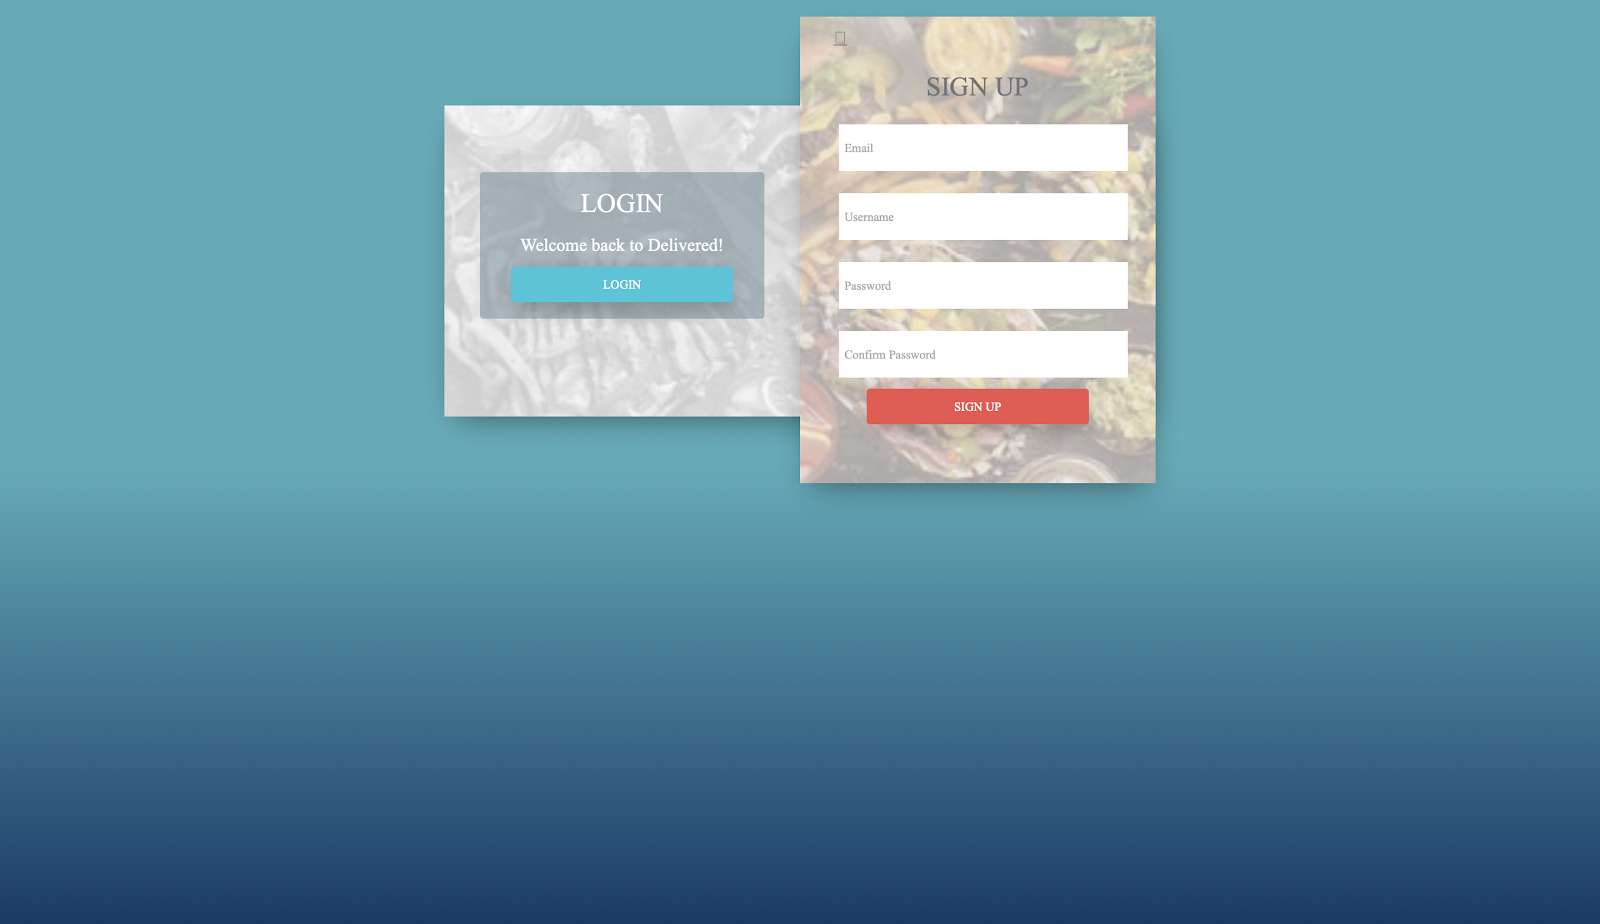 LOGIN
Welcome back to Delivered!
LOGIN
SIGN UP
Email
Username
Password
Confirm Password
SIGN UP